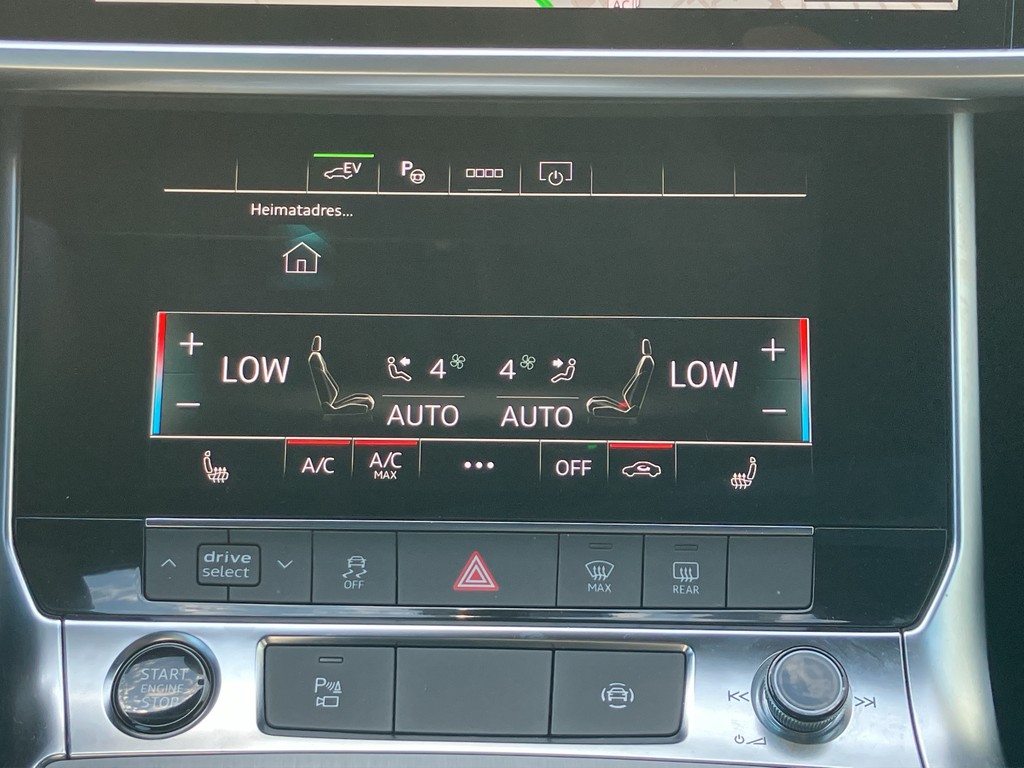 EV
P
Heimatadres...
+
LOW
4
4
LOW
+
−
AUTO
AUTO
−
A/C
A/C
MAX
•••
OFF
drive
select
OFF
MAX
REAR
START
ENGINE
STOP
P